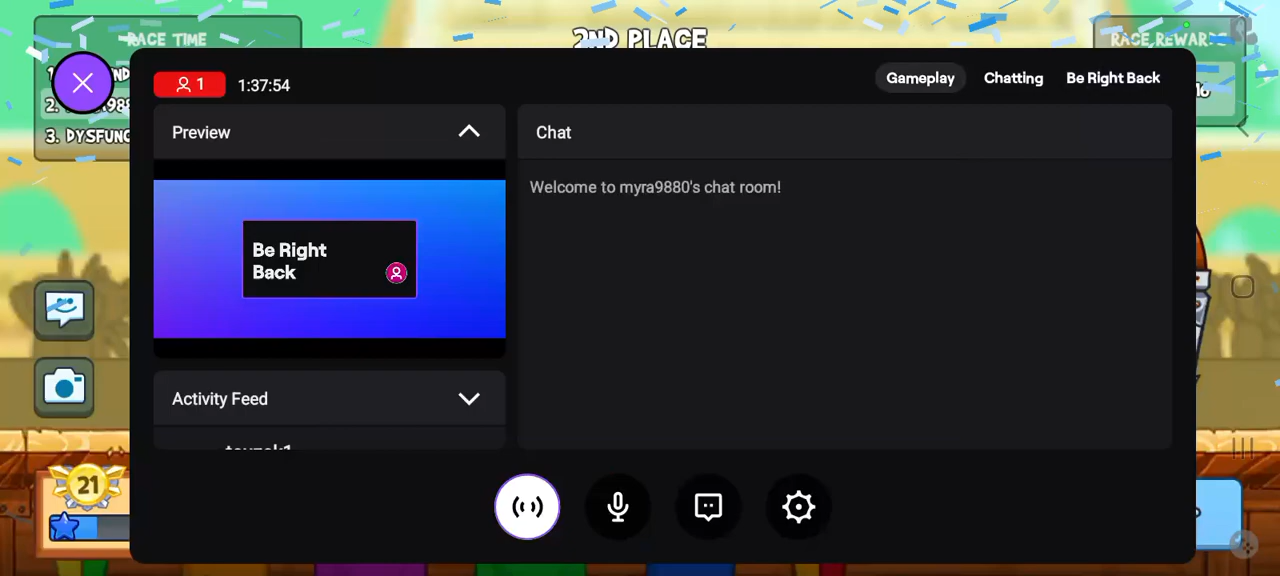 RACE TIME
2ND PLACE
RACE REWARDS
1
1:37:54
Gameplay
Chatting
Be Right Back
Preview
Chat
3. DYSFUNC
Welcome to myra9880's chat room!
Be Right
Back
Activity Feed
21